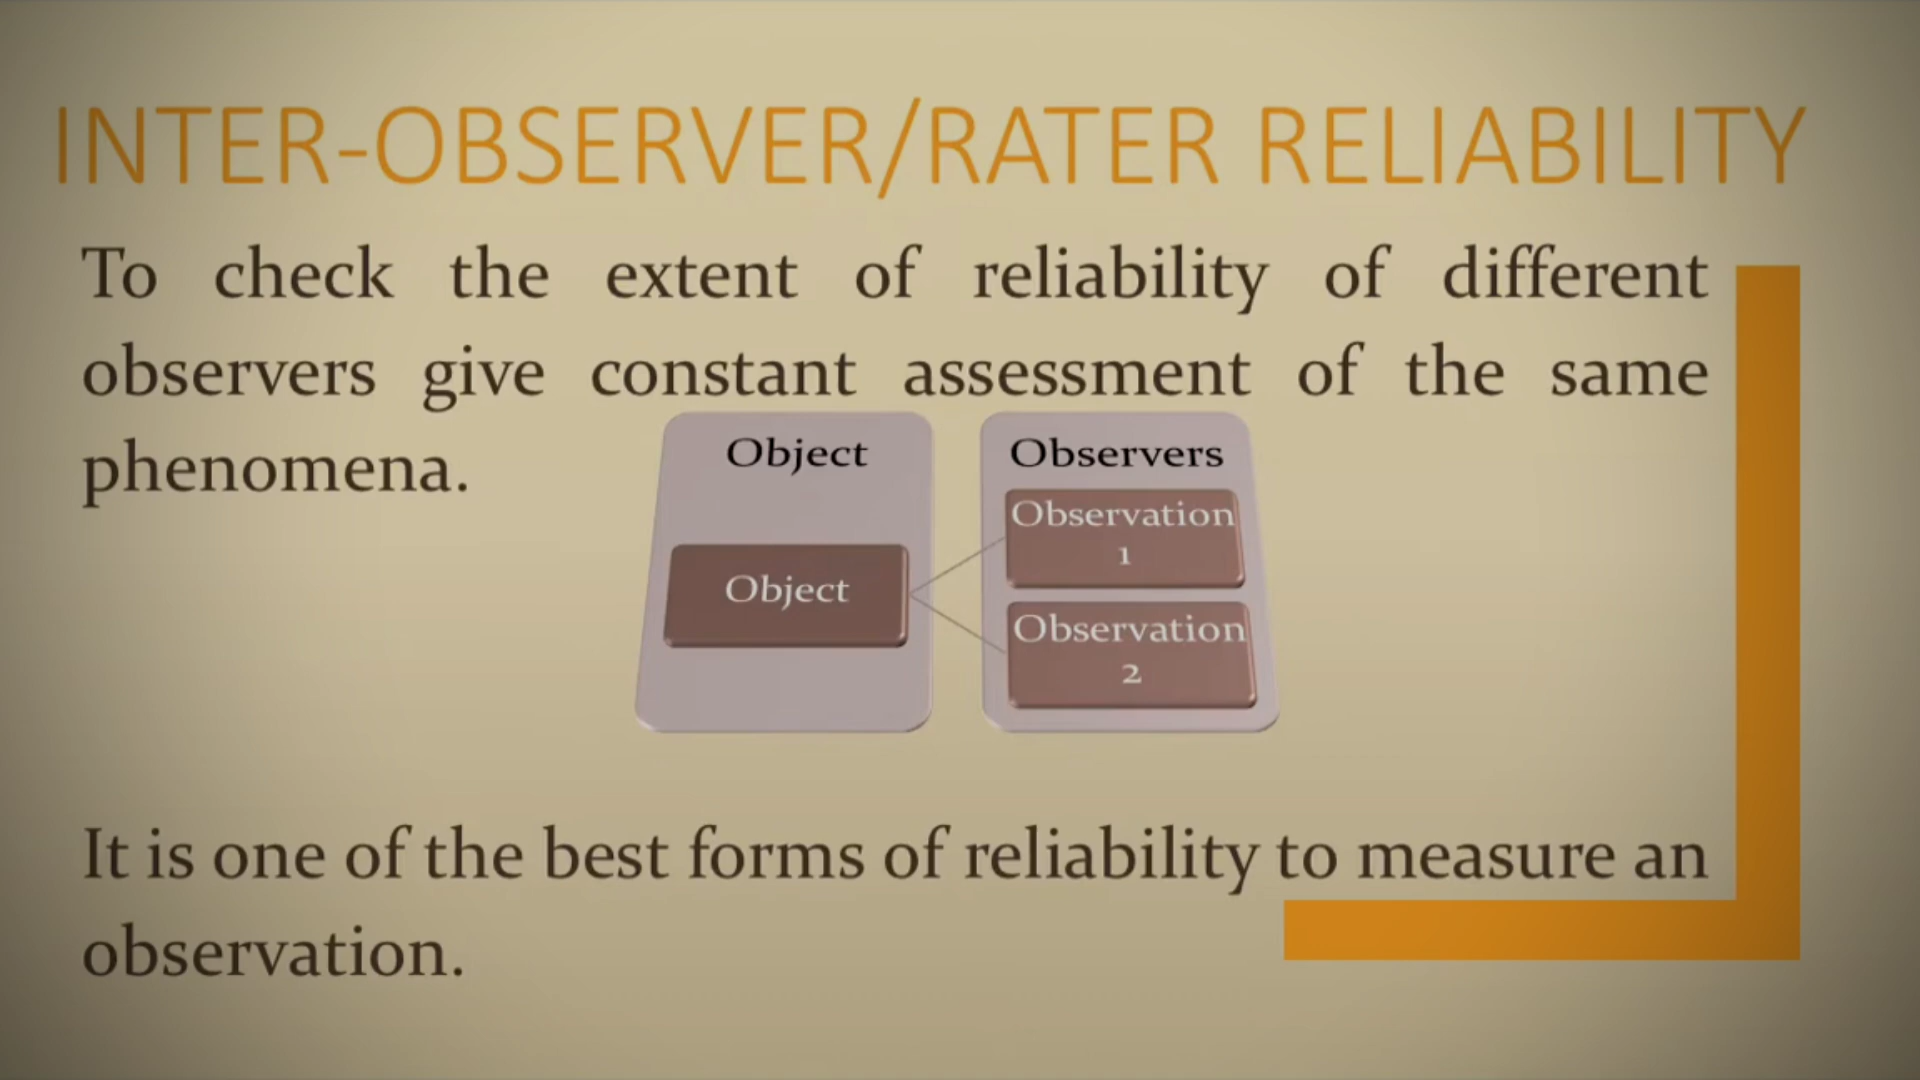 INTER-OBSERVER/RATER RELIABILITY
To check the extent of reliability of different
observers give constant assessment of the same
phenomena.
Object
Object
Observers
Observation
1
Observation
2
It is one of the best forms of reliability to measure an
observation.